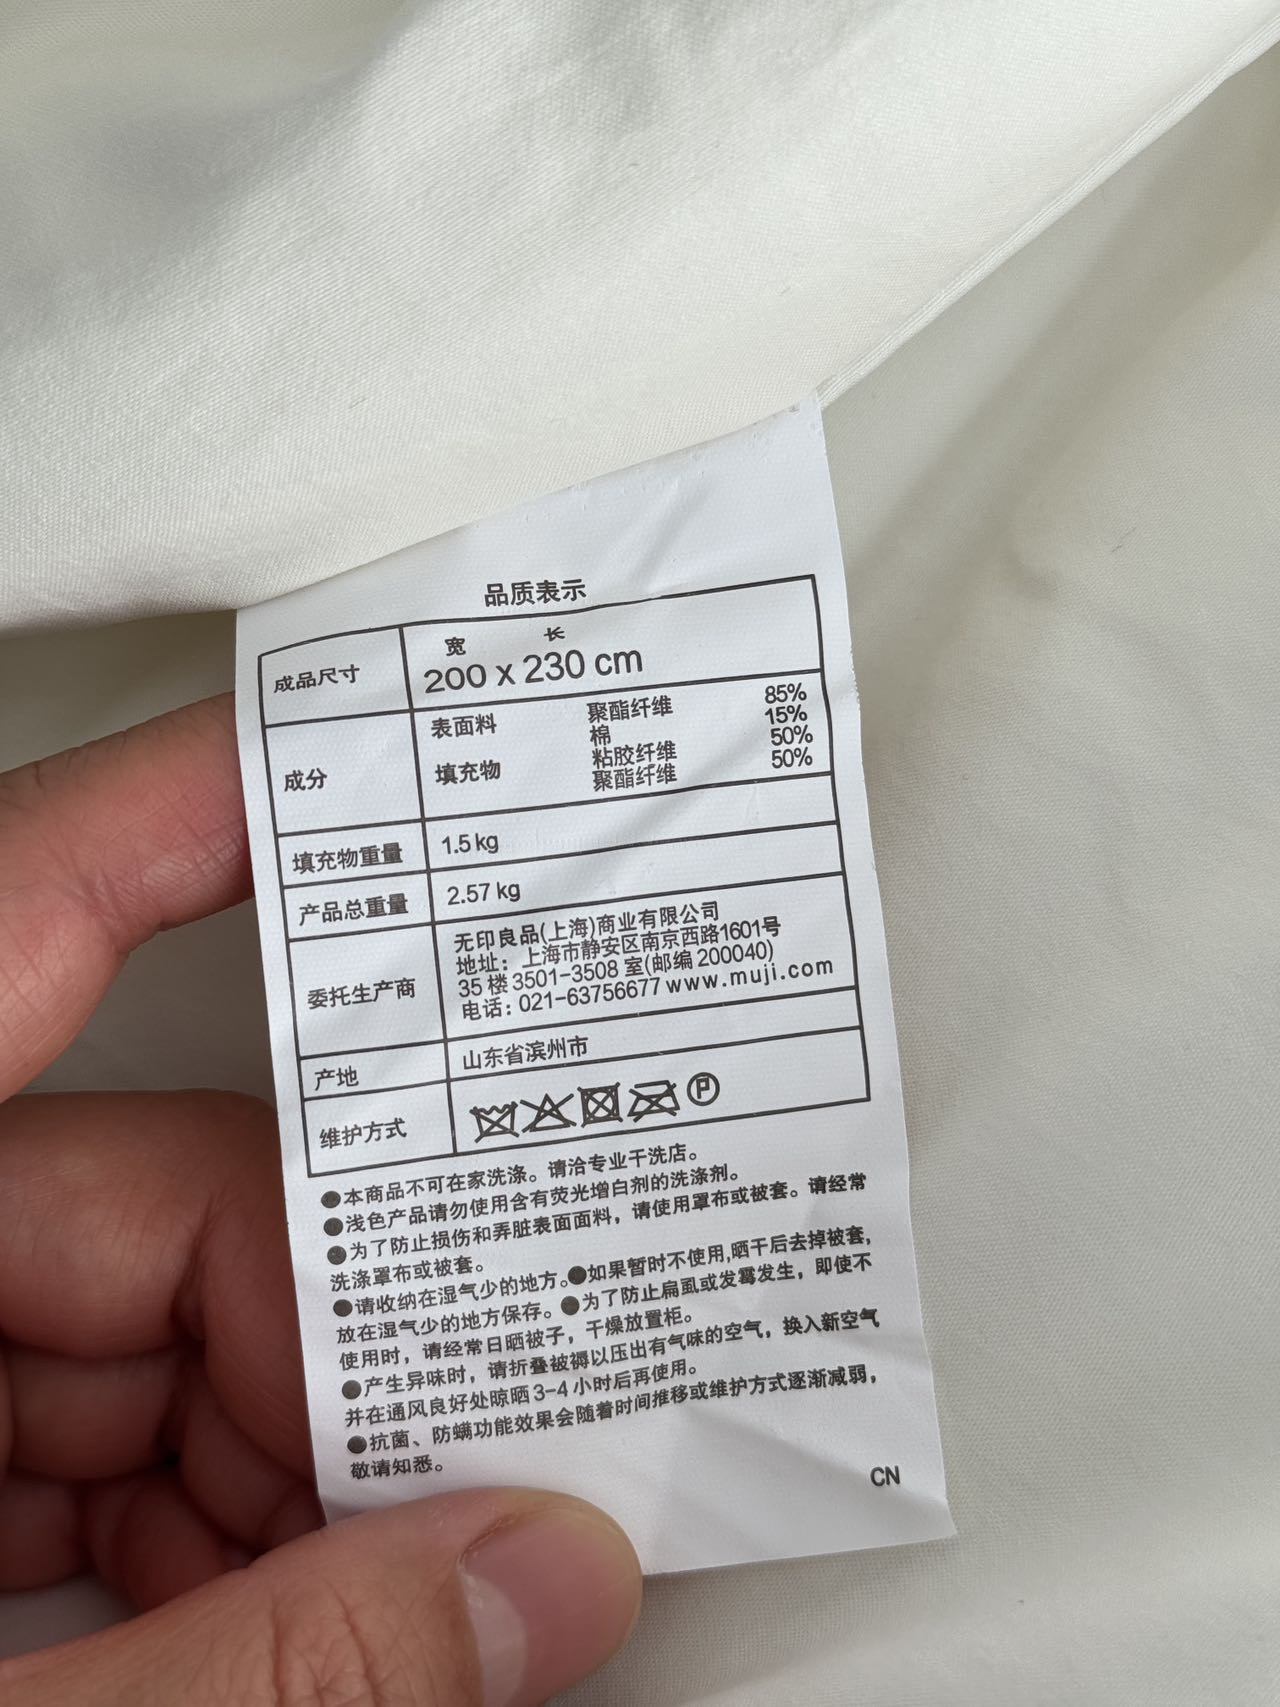 品质表示
宽 长
成品尺寸 200 x 230 cm
表面料 聚酯纤维 85%
棉 15%
成分 填充物 粘胶纤维 50%
聚酯纤维 50%
填充物重量 1.5 kg
产品总重量 2.57 kg
委托生产商 无印良品(上海)商业有限公司
地址：上海市静安区南京西路1601号
35 楼 3501-3508 室(邮编 200040)
电话：021-63756677 www.muji.com
产地 山东省滨州市
维护方式 P
●本商品不可在家洗涤。请洽专业干洗店。
●浅色产品请勿使用含有荧光增白剂的洗涤剂。
●为了防止损伤和弄脏表面面料，请使用罩布或被套。请经常
洗涤罩布或被套。
●请收纳在湿气少的地方。●如果暂时不使用,晒干后去掉被套,
放在湿气少的地方保存。●为了防止扁虱或发霉发生，即使不
使用时，请经常日晒被子，干燥放置柜。
●产生异味时，请折叠被褥以压出有气味的空气，换入新空气
并在通风良好处晾晒3-4小时后再使用。
●抗菌、防螨功能效果会随着时间推移或维护方式逐渐减弱，
敬请知悉。
CN